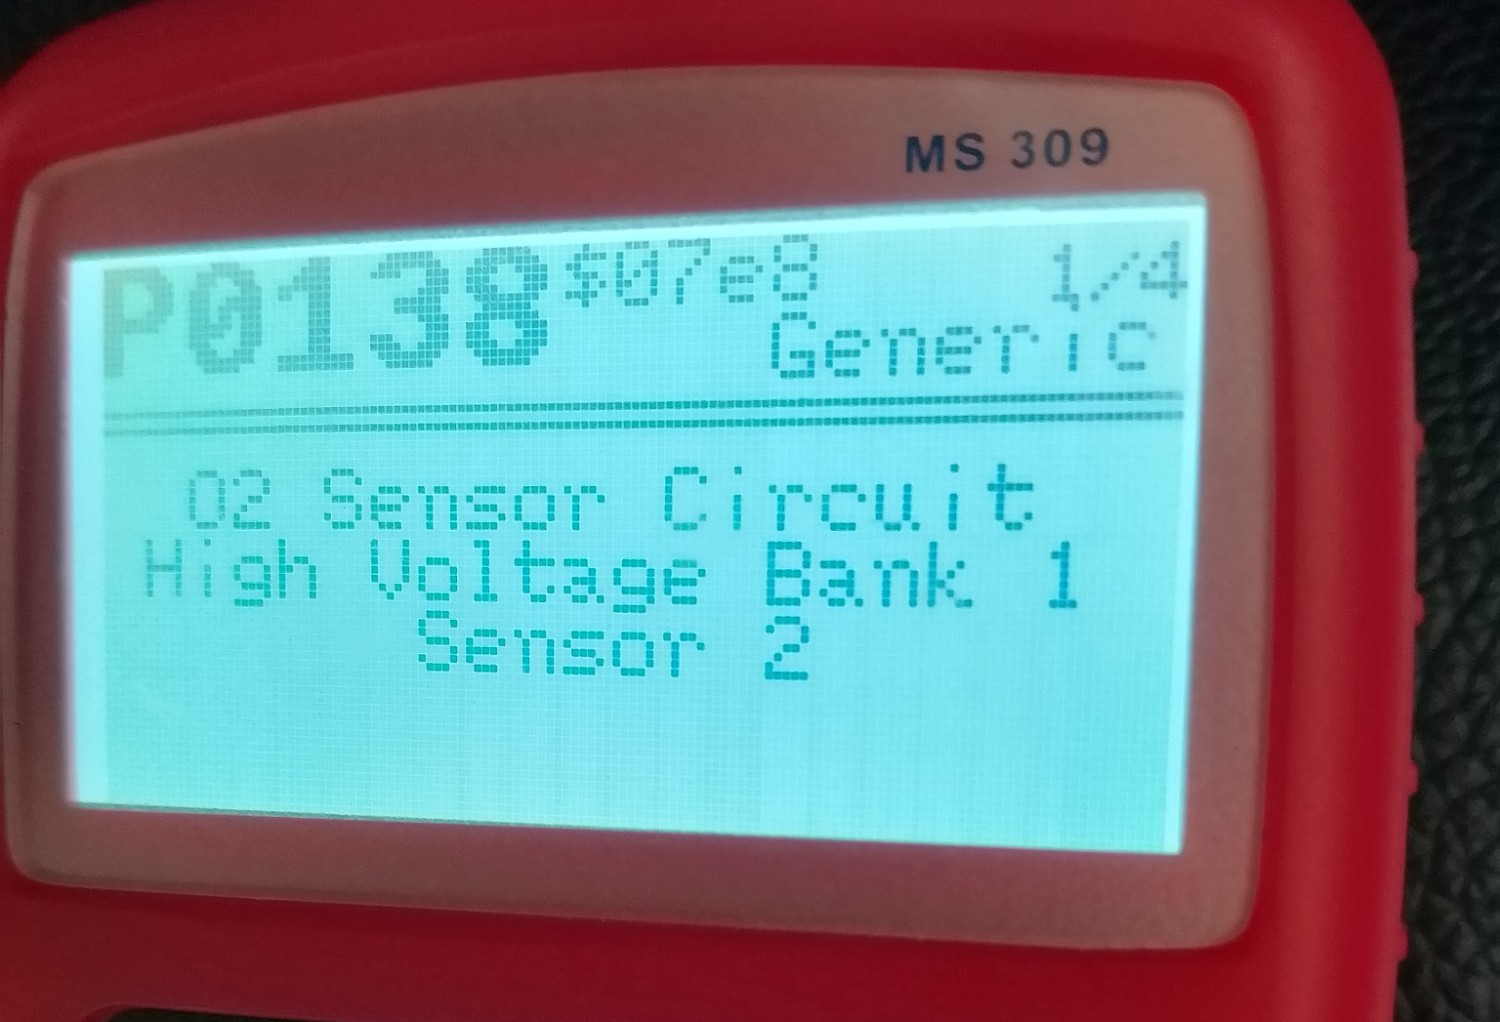 MS 309
P0138 $07e8 1/4
Generic
O2 Sensor Circuit
High Voltage Bank 1
Sensor 2